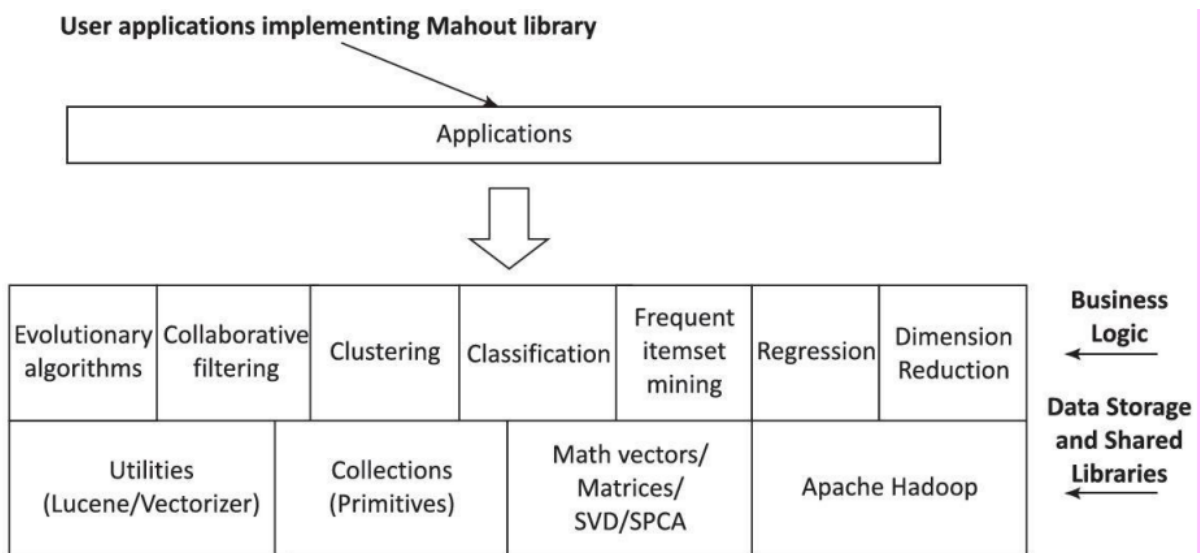 User applications implementing Mahout library
Applications
Evolutionary
algorithms
Collaborative
filtering
Clustering
Classification
Frequent
itemset
mining
Regression
Dimension
Reduction
Business
Logic
Utilities
(Lucene/Vectorizer)
Collections
(Primitives)
Math vectors/
Matrices/
SVD/SPCA
Apache Hadoop
Data Storage
and Shared
Libraries